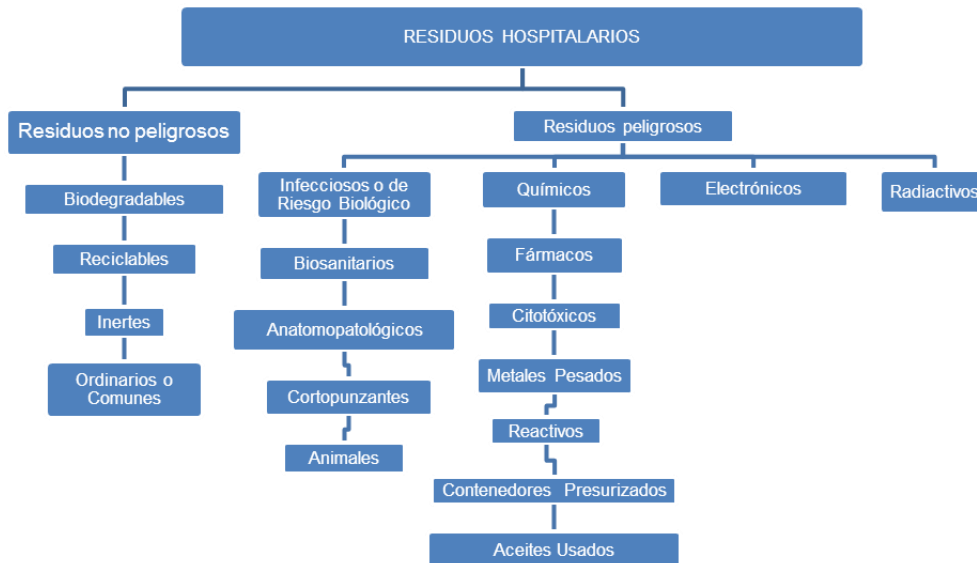 RESIDUOS HOSPITALARIOS
Residuos no peligrosos
Biodegradables
Reciclables
Inertes
Ordinarios o
Comunes
Residuos peligrosos
Infecciosos o de
Riesgo Biológico
Biosanitarios
Anatomopatológicos
Cortopunzantes
Animales
Químicos
Fármacos
Citotóxicos
Metales Pesados
Reactivos
Contenedores Presurizados
Aceites Usados
Electrónicos
Radiactivos